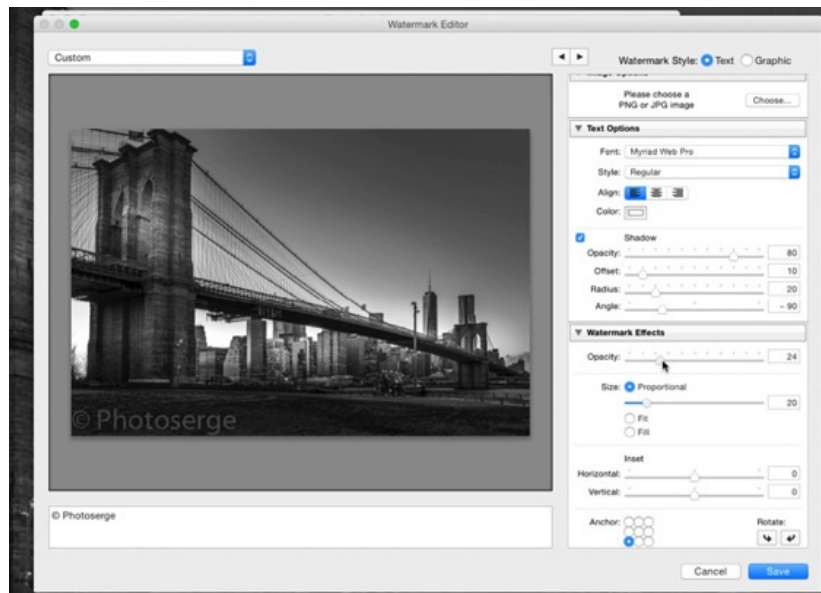 Watermark Editor
Custom
Watermark Style: Text Graphic
Image Options
Please choose a
PNG or JPG image
Choose...
Text Options
Font: Myriad Web Pro
Style: Regular
Align:
Color:
Shadow
Opacity: 80
Offset: 10
Radius: 20
Angle: - 90
Watermark Effects
Opacity: 24
Size: Proportional
20
Fit
Fill
Inset
Horizontal: 0
Vertical: 0
Anchor: Rotate:
© Photoserge
© Photoserge
Cancel Save